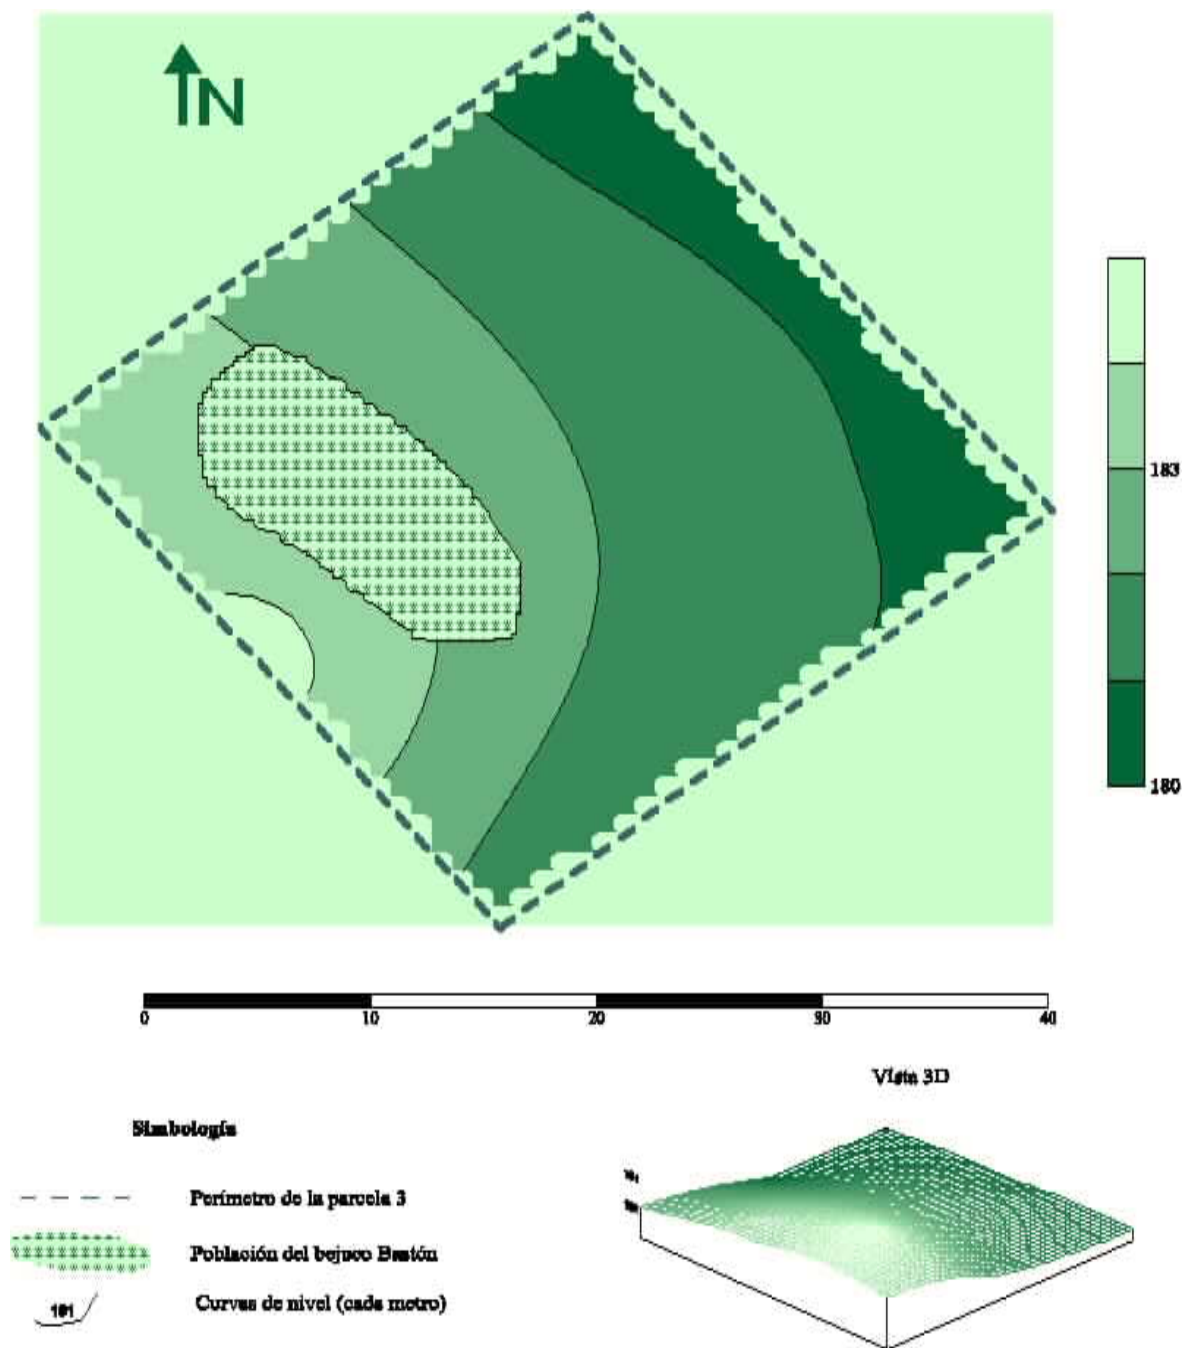 N
183
180
0 10 20 30 40
Vista 3D
Simbología
Perímetro de la parcela 3
Población del bejuco Bastón
181
Curvas de nivel (cada metro)